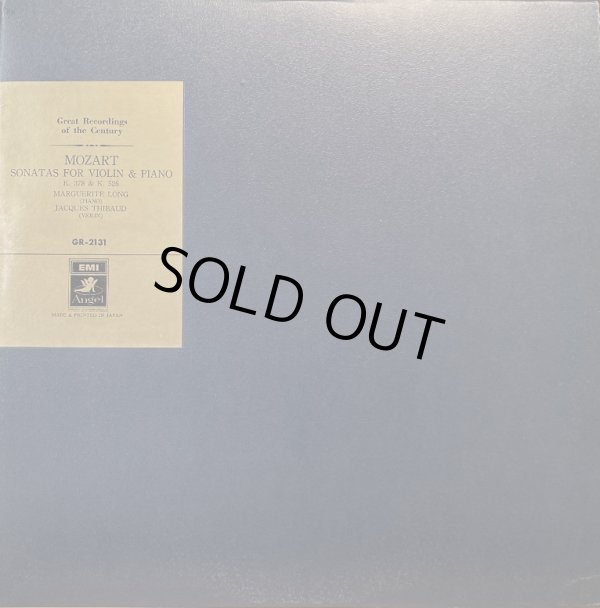 Great Recordings
of the Century
MOZART
SONATAS FOR VIOLIN & PIANO
K. 378 & K. 526
MARGUERITE LONG
(PIANO)
JACQUES THIBAUD
(VIOLIN)
GR-2131
EMI
Angel
MADE & PRINTED IN JAPAN
SOLD OUT